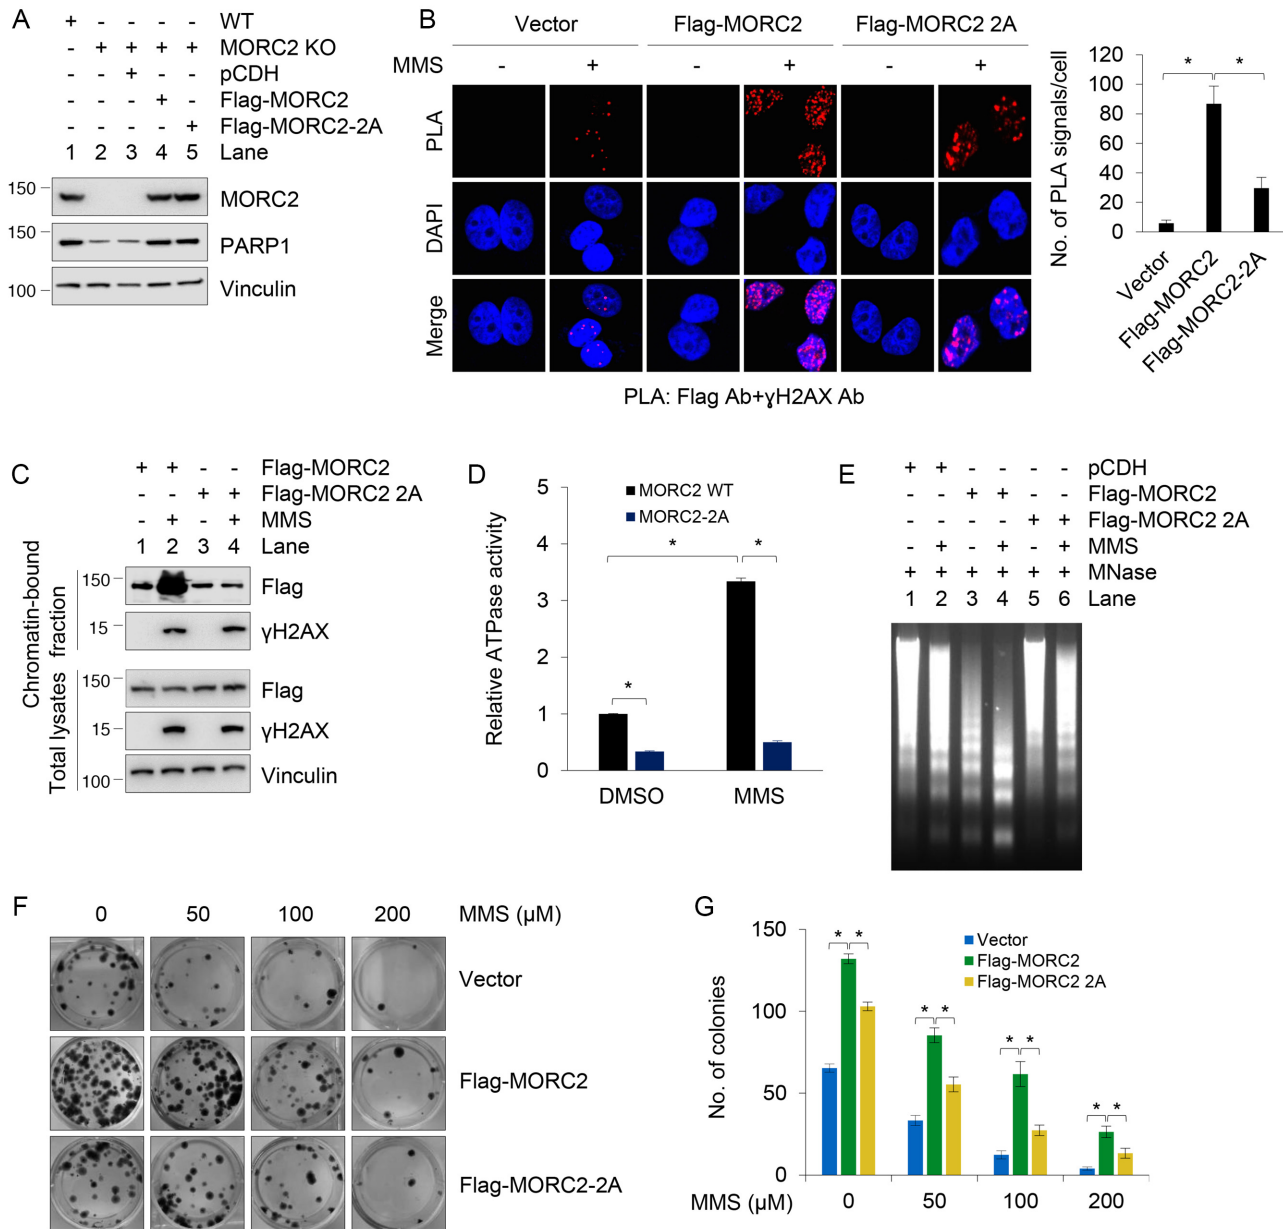 A
+ - - - - WT
- + + + + MORC2 KO
- - + - - pCDH
- - - + - Flag-MORC2
- - - - + Flag-MORC2-2A
1 2 3 4 5 Lane
150 MORC2
150 PARP1
100 Vinculin
B
Vector Flag-MORC2 Flag-MORC2 2A
MMS - + - + - +
PLA
DAPI
Merge
PLA: Flag Ab+ɣH2AX Ab
No. of PLA signals/cell
120
100
80
60
40
20
0
* *
Vector
Flag-MORC2
Flag-MORC2-2A
C
+ + - - Flag-MORC2
- - + + Flag-MORC2 2A
- + - + MMS
1 2 3 4 Lane
Chromatin-bound
fraction
150 Flag
15 ɣH2AX
Total lysates
150 Flag
15 ɣH2AX
100 Vinculin
D
Relative ATPase activity
5
4
3
2
1
0
MORC2 WT
MORC2-2A
* * *
DMSO MMS
E
+ + - - - - pCDH
- - + + - - Flag-MORC2
- - - - + + Flag-MORC2 2A
- + - + - + MMS
+ + + + + + MNase
1 2 3 4 5 6 Lane
F
0 50 100 200 MMS (µM)
Vector
Flag-MORC2
Flag-MORC2-2A
G
No. of colonies
150
100
50
0
Vector
Flag-MORC2
Flag-MORC2 2A
* * * * * * * *
MMS (µM) 0 50 100 200